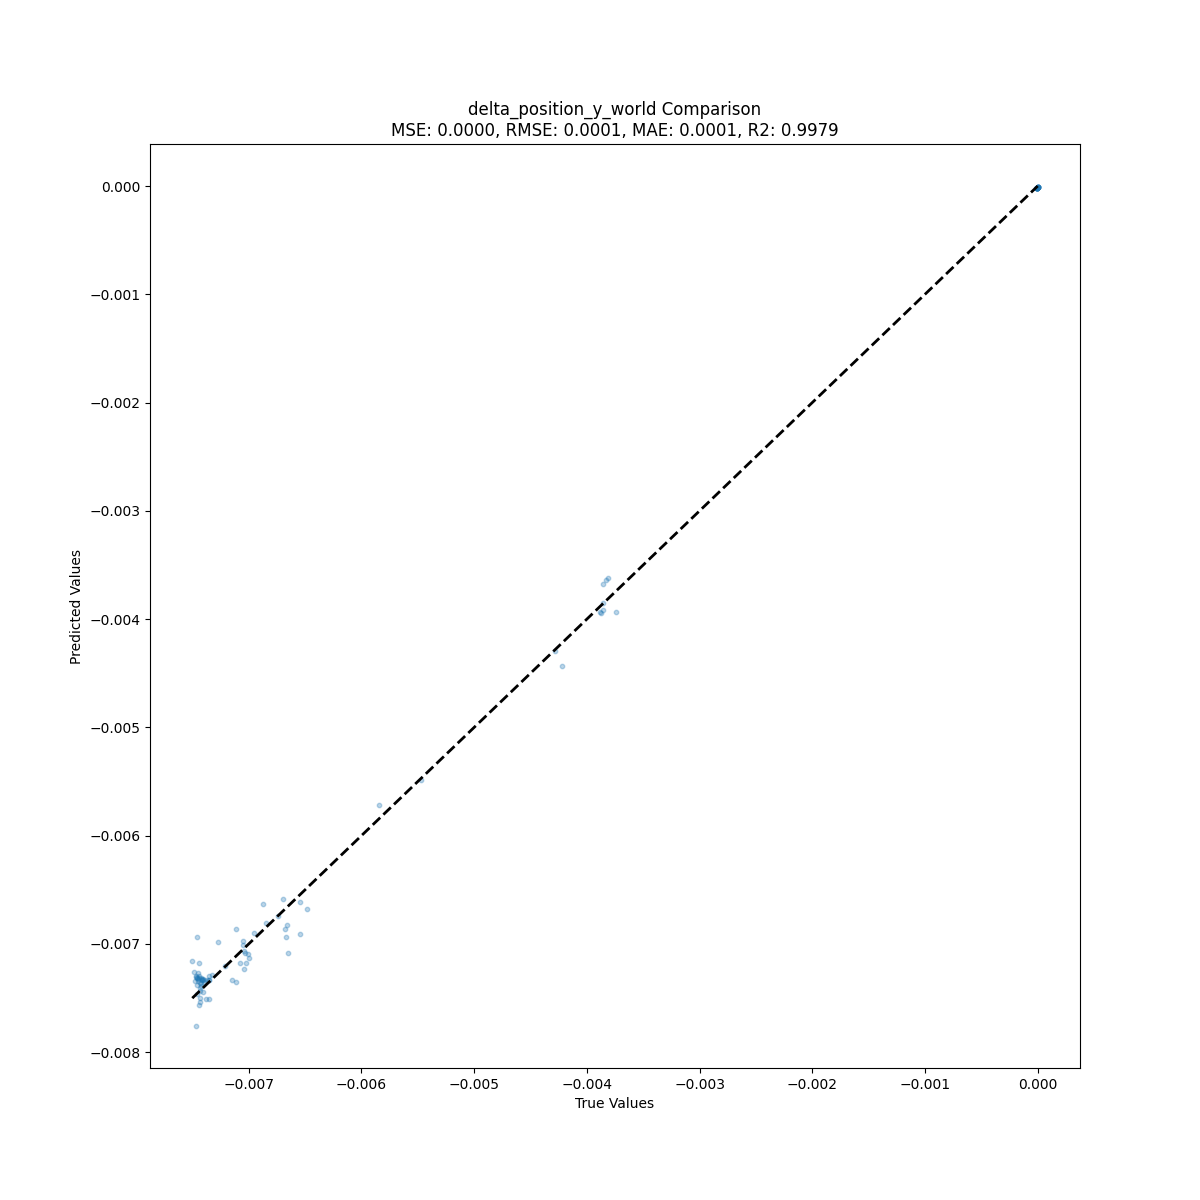 delta_position_y_world Comparison
MSE: 0.0000, RMSE: 0.0001, MAE: 0.0001, R2: 0.9979
0.000
−0.001
−0.002
−0.003
−0.004
−0.005
−0.006
−0.007
−0.008
Predicted Values
−0.007 −0.006 −0.005 −0.004 −0.003 −0.002 −0.001 0.000
True Values